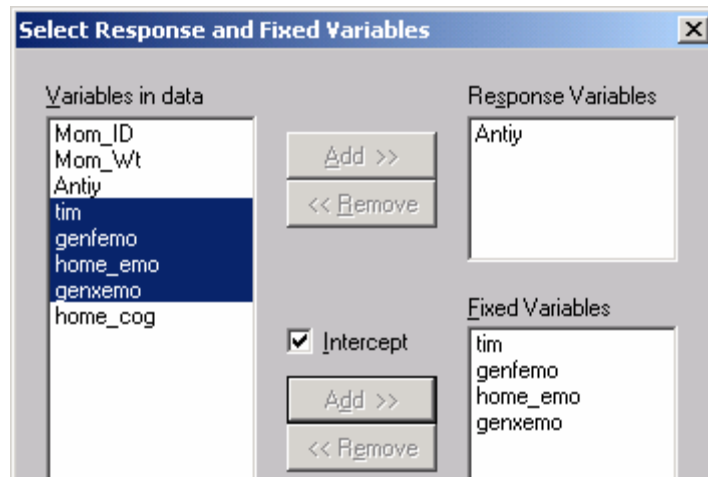 Select Response and Fixed Variables
Variables in data
Mom_ID
Mom_Wt
Antiy
tim
genfemo
home_emo
genxemo
home_cog
Add >>
<< Remove
Intercept
Add >>
<< Remove
Response Variables
Antiy
Fixed Variables
tim
genfemo
home_emo
genxemo